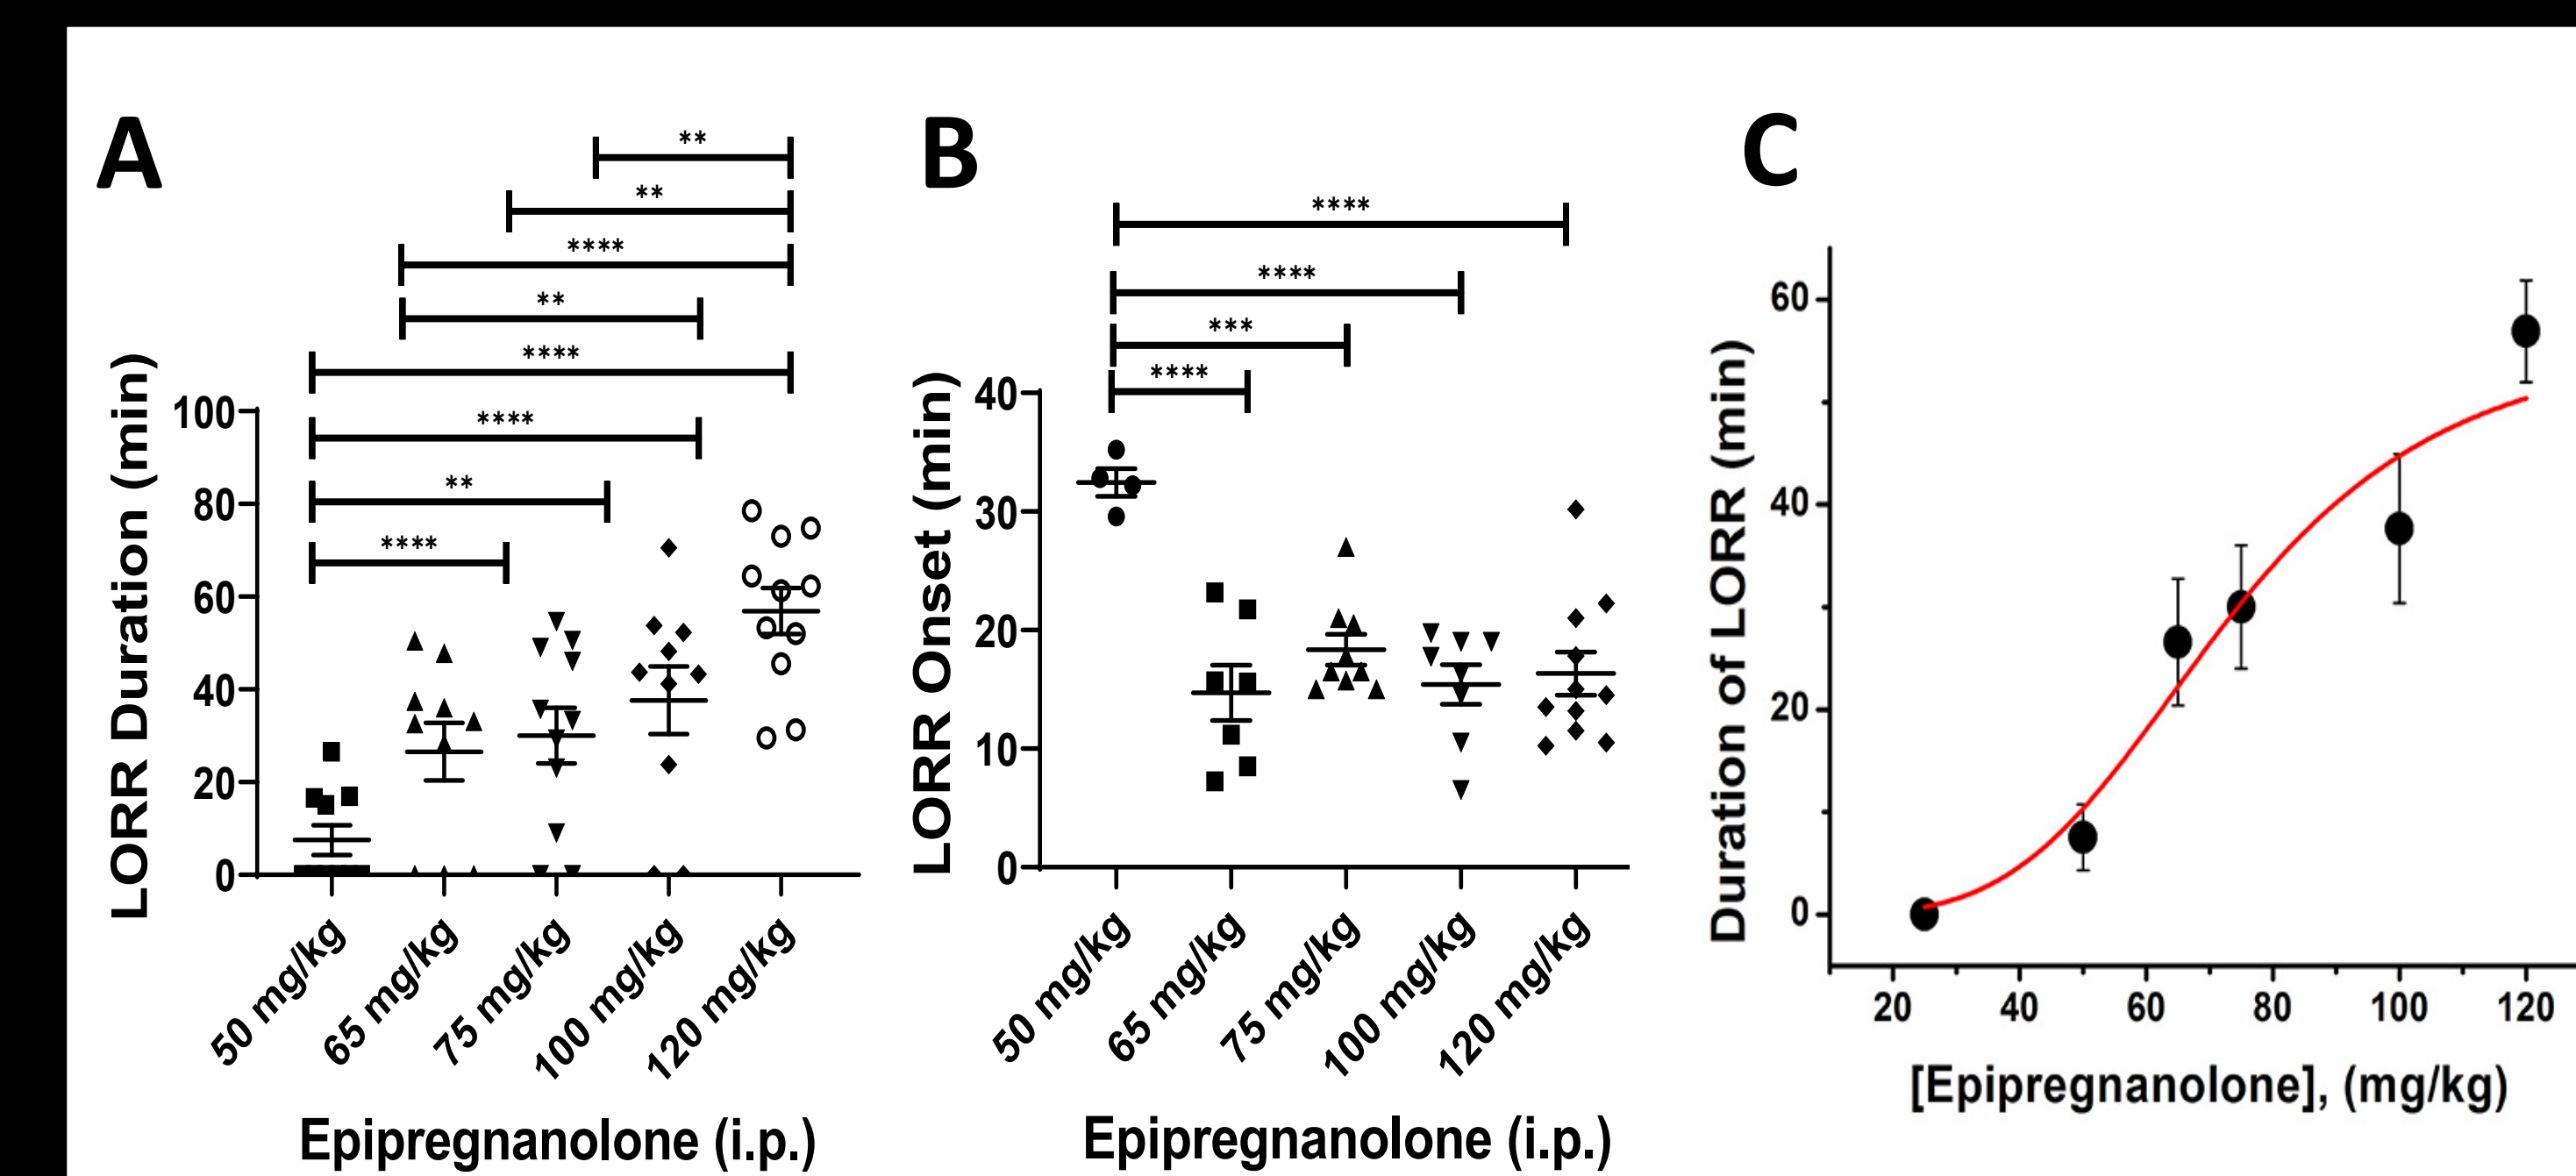 A
**
**
****
**
****
****
**
****
LORR Duration (min)
100
80
60
40
20
0
50 mg/kg
65 mg/kg
75 mg/kg
100 mg/kg
120 mg/kg
Epipregnanolone (i.p.)
B
****
****
***
****
LORR Onset (min)
40
30
20
10
0
50 mg/kg
65 mg/kg
75 mg/kg
100 mg/kg
120 mg/kg
Epipregnanolone (i.p.)
C
Duration of LORR (min)
60
40
20
0
20
40
60
80
100
120
[Epipregnanolone], (mg/kg)